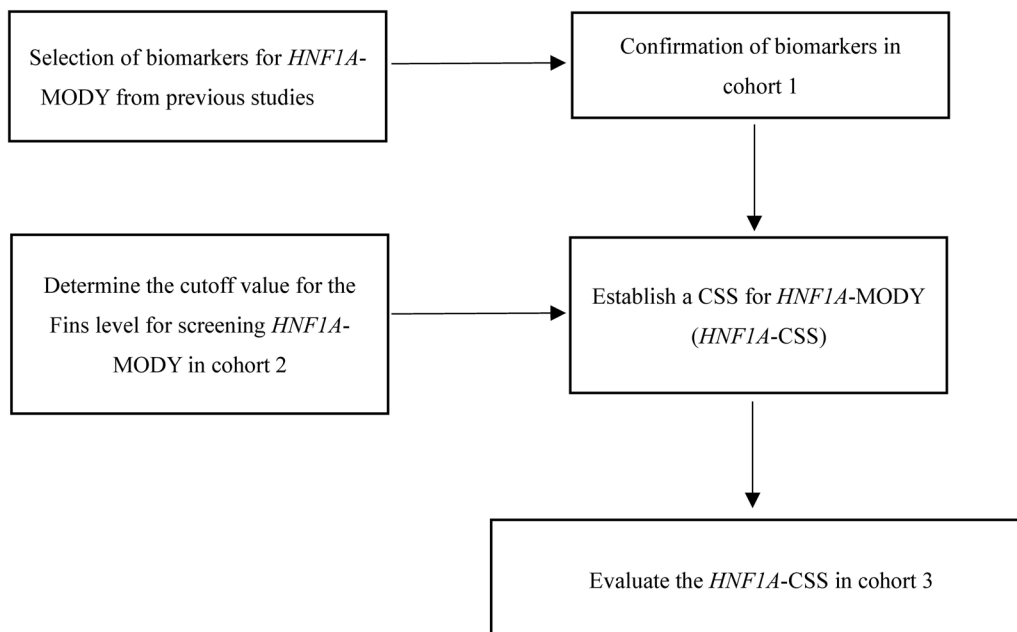 Selection of biomarkers for HNF1A-
MODY from previous studies
Confirmation of biomarkers in
cohort 1
Determine the cutoff value for the
Fins level for screening HNF1A-
MODY in cohort 2
Establish a CSS for HNF1A-MODY
(HNF1A-CSS)
Evaluate the HNF1A-CSS in cohort 3